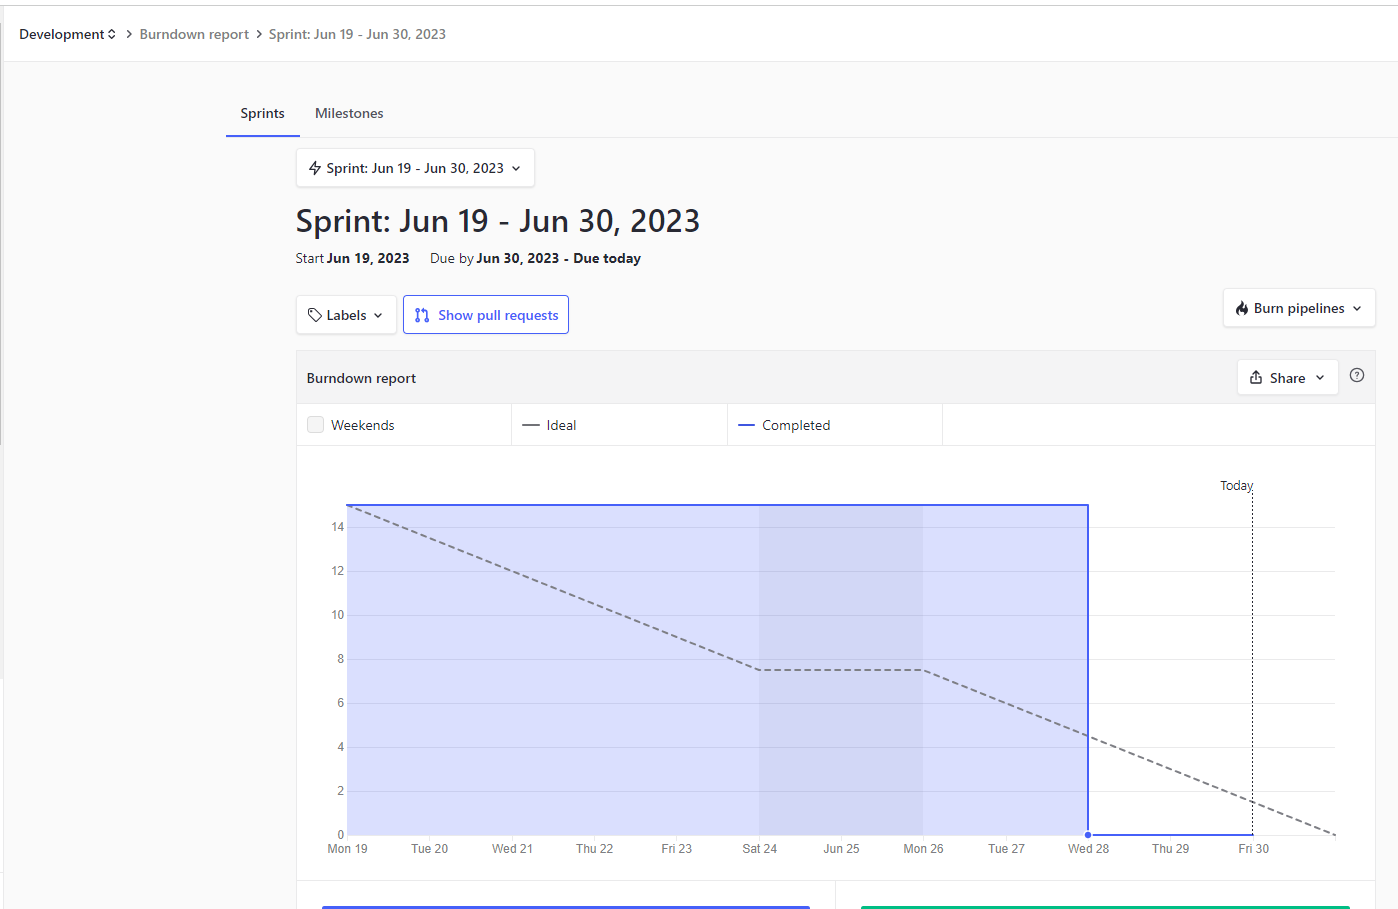 Development > Burndown report > Sprint: Jun 19 - Jun 30, 2023
Sprints Milestones
Sprint: Jun 19 - Jun 30, 2023
Sprint: Jun 19 - Jun 30, 2023
Start Jun 19, 2023 Due by Jun 30, 2023 - Due today
Labels Show pull requests Burn pipelines
Burndown report Share
Weekends Ideal Completed
Today
14
12
10
8
6
4
2
0
Mon 19 Tue 20 Wed 21 Thu 22 Fri 23 Sat 24 Jun 25 Mon 26 Tue 27 Wed 28 Thu 29 Fri 30